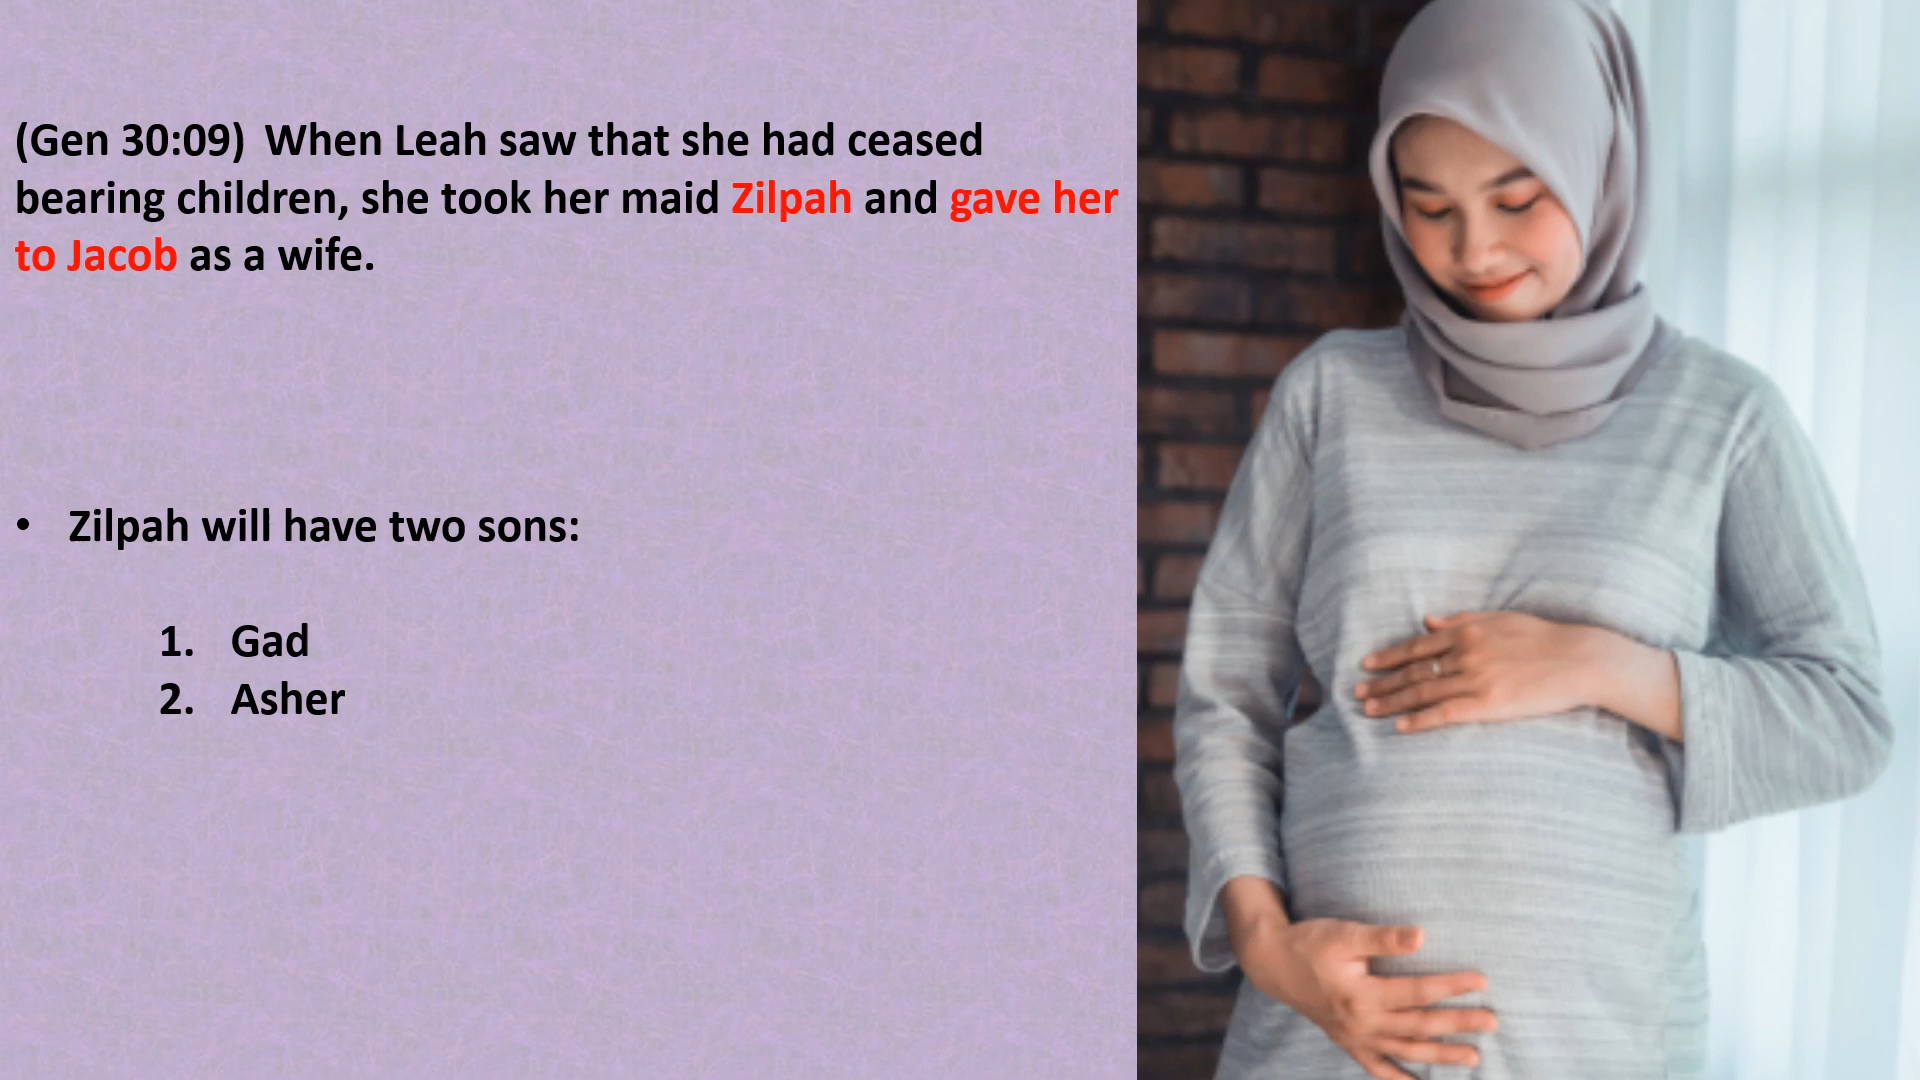 (Gen 30:09)  When Leah saw that she had ceased
bearing children, she took her maid Zilpah and gave her
to Jacob as a wife.
• Zilpah will have two sons:
1. Gad
2. Asher